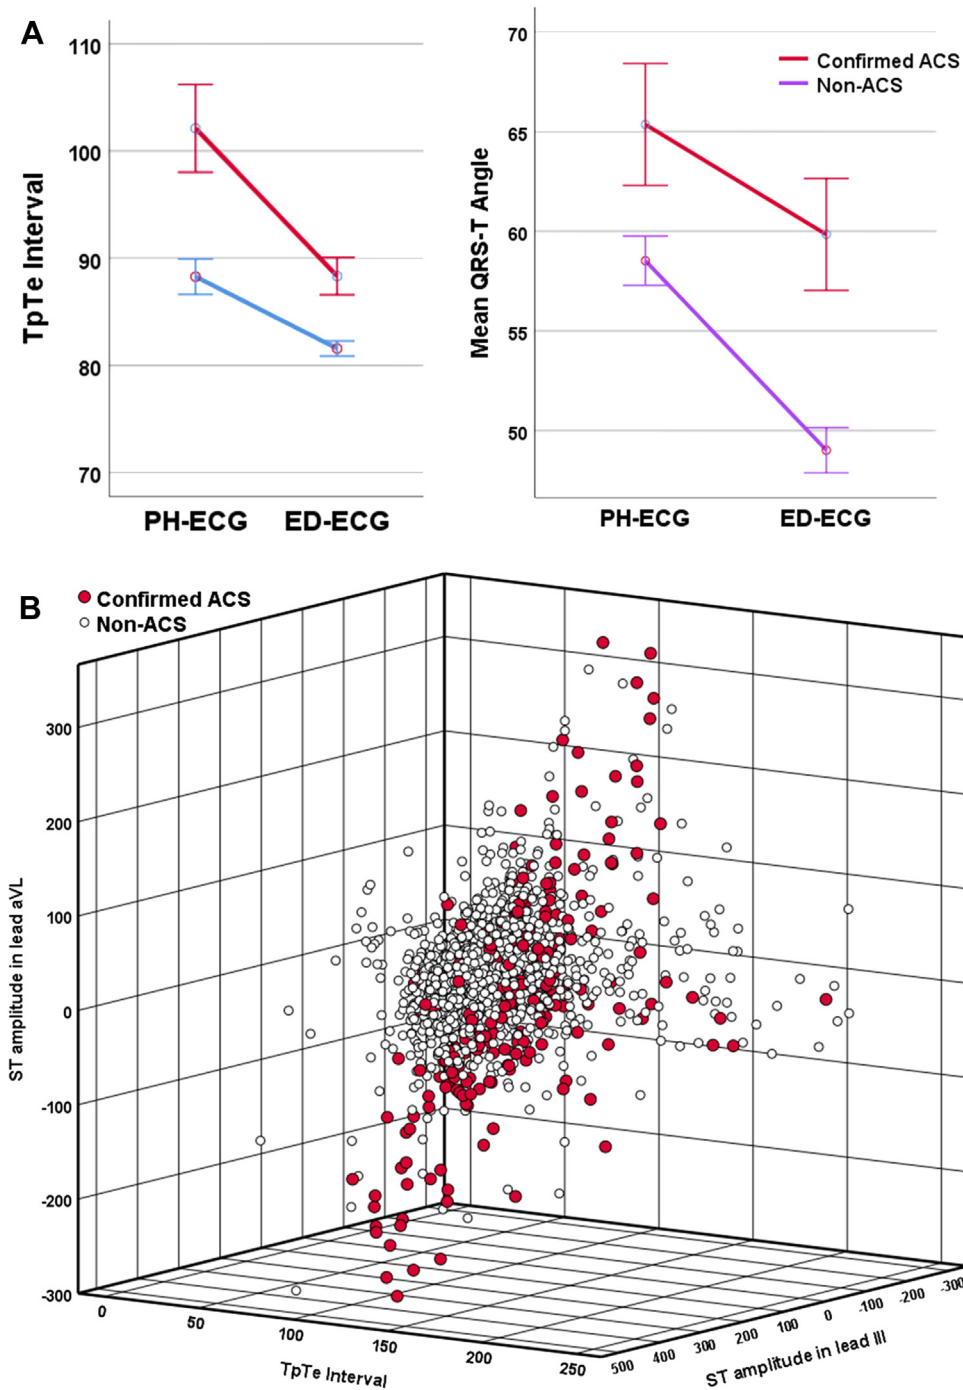 A
110
100
90
80
70
TpTe Interval
PH-ECG ED-ECG
70
65
60
55
50
Mean QRS-T Angle
Confirmed ACS
Non-ACS
PH-ECG ED-ECG
B
Confirmed ACS
Non-ACS
300
200
100
0
-100
-200
-300
ST amplitude in lead aVL
0 50 100 150 200 250
TpTe Interval
500 400 300 200 100 0 -100 -200 -300
ST amplitude in lead III